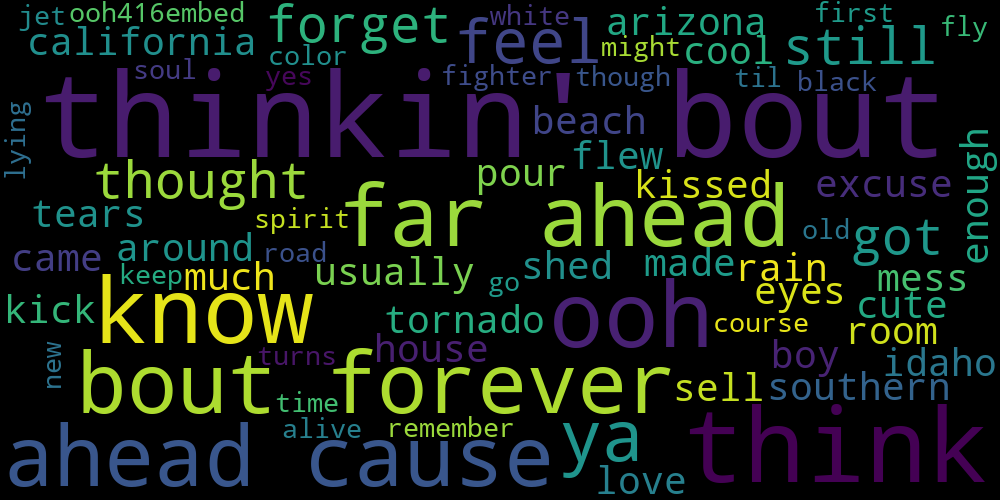 jet ooh416embed forget white arizona first fly
california color feel might cool still
soul yes fighter though til black
thinkin' bout
lying beach flew enough
thought pour kissed excuse
tears spirit far ahead old got
came around road shed made rain
keep much usually go eyes mess
kick know tornado ooh course cute room
new turns house boy idaho
bout forever sell southern
time alive remember
ahead cause ya love think